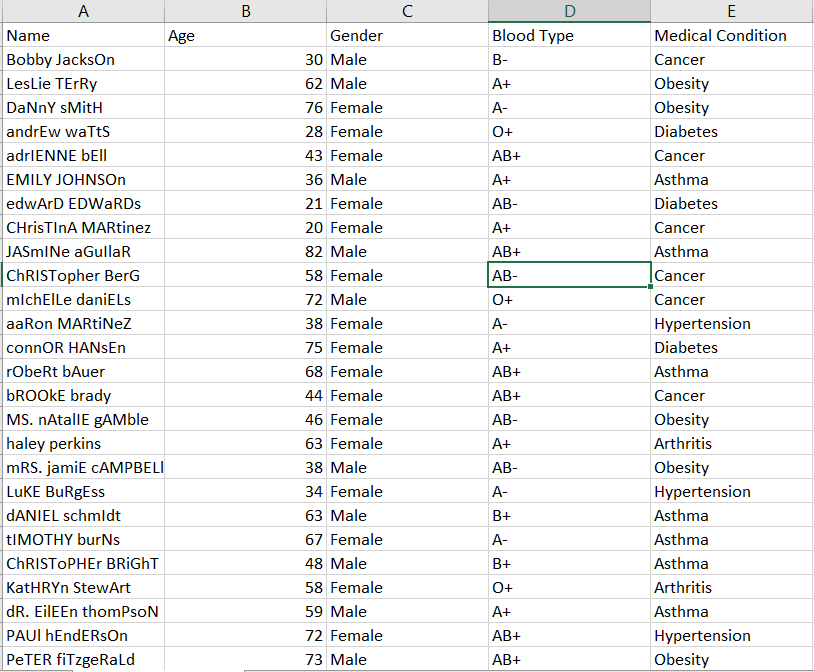 A B C D E
Name Age Gender Blood Type Medical Condition
Bobby JacksOn 30 Male B- Cancer
LesLie TErRy 62 Male A+ Obesity
DaNnY sMitH 76 Female A- Obesity
andrEw waTtS 28 Female O+ Diabetes
adrIENNE bEll 43 Female AB+ Cancer
EMILY JOHNSOn 36 Male A+ Asthma
edwArD EDWaRDs 21 Female AB- Diabetes
CHrisTInA MARtinez 20 Female A+ Cancer
JASmINe aGuIlaR 82 Male AB+ Asthma
ChRISTopher BerG 58 Female AB- Cancer
mIchElLe daniELs 72 Male O+ Cancer
aaRon MARtiNeZ 38 Female A- Hypertension
connOR HANsEn 75 Female A+ Diabetes
rObeRt bAuer 68 Female AB+ Asthma
bROOkE brady 44 Female AB+ Cancer
MS. nAtalIE gAMble 46 Female AB- Obesity
haley perkins 63 Female A+ Arthritis
mRS. jamiE cAMPBELl 38 Male AB- Obesity
LuKE BuRgEss 34 Female A- Hypertension
dANIEL schmIdt 63 Male B+ Asthma
tIMOTHY burNs 67 Female A- Asthma
ChRISToPHEr BRiGhT 48 Male B+ Asthma
KatHRYn StewArt 58 Female O+ Arthritis
dR. EilEEn thomPsoN 59 Male A+ Asthma
PAUl hEndERsOn 72 Female AB+ Hypertension
PeTER fiTzgeRaLd 73 Male AB+ Obesity